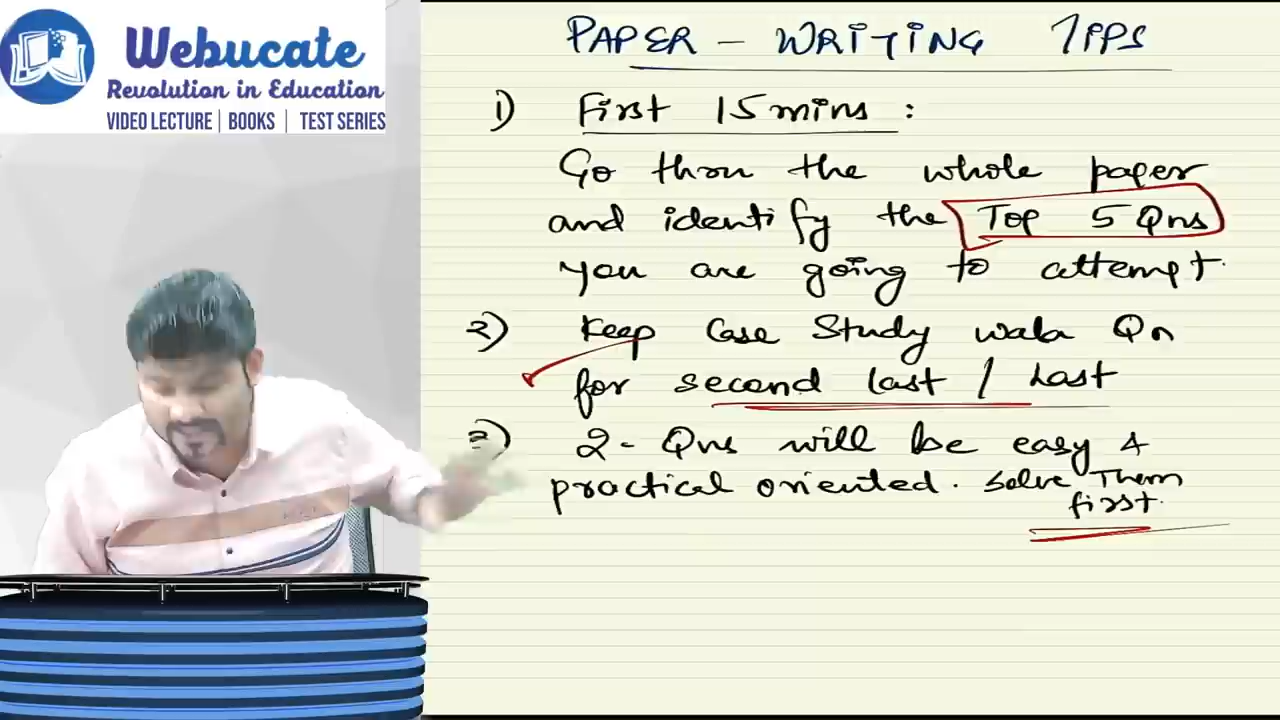 Webucate
Revolution in Education
VIDEO LECTURE | BOOKS | TEST SERIES
PAPER - WRITING TIPS
1) First 15 mins :
Go thru the whole paper
and identify the Top 5 Qns
you are going to attempt.
2) Keep Case Study wala Qn
for second last / Last
2- Qns will be easy &
practical oriented. Solve Them
first.